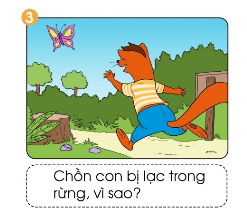 3
Chồn con bị lạc trong
rừng, vì sao?